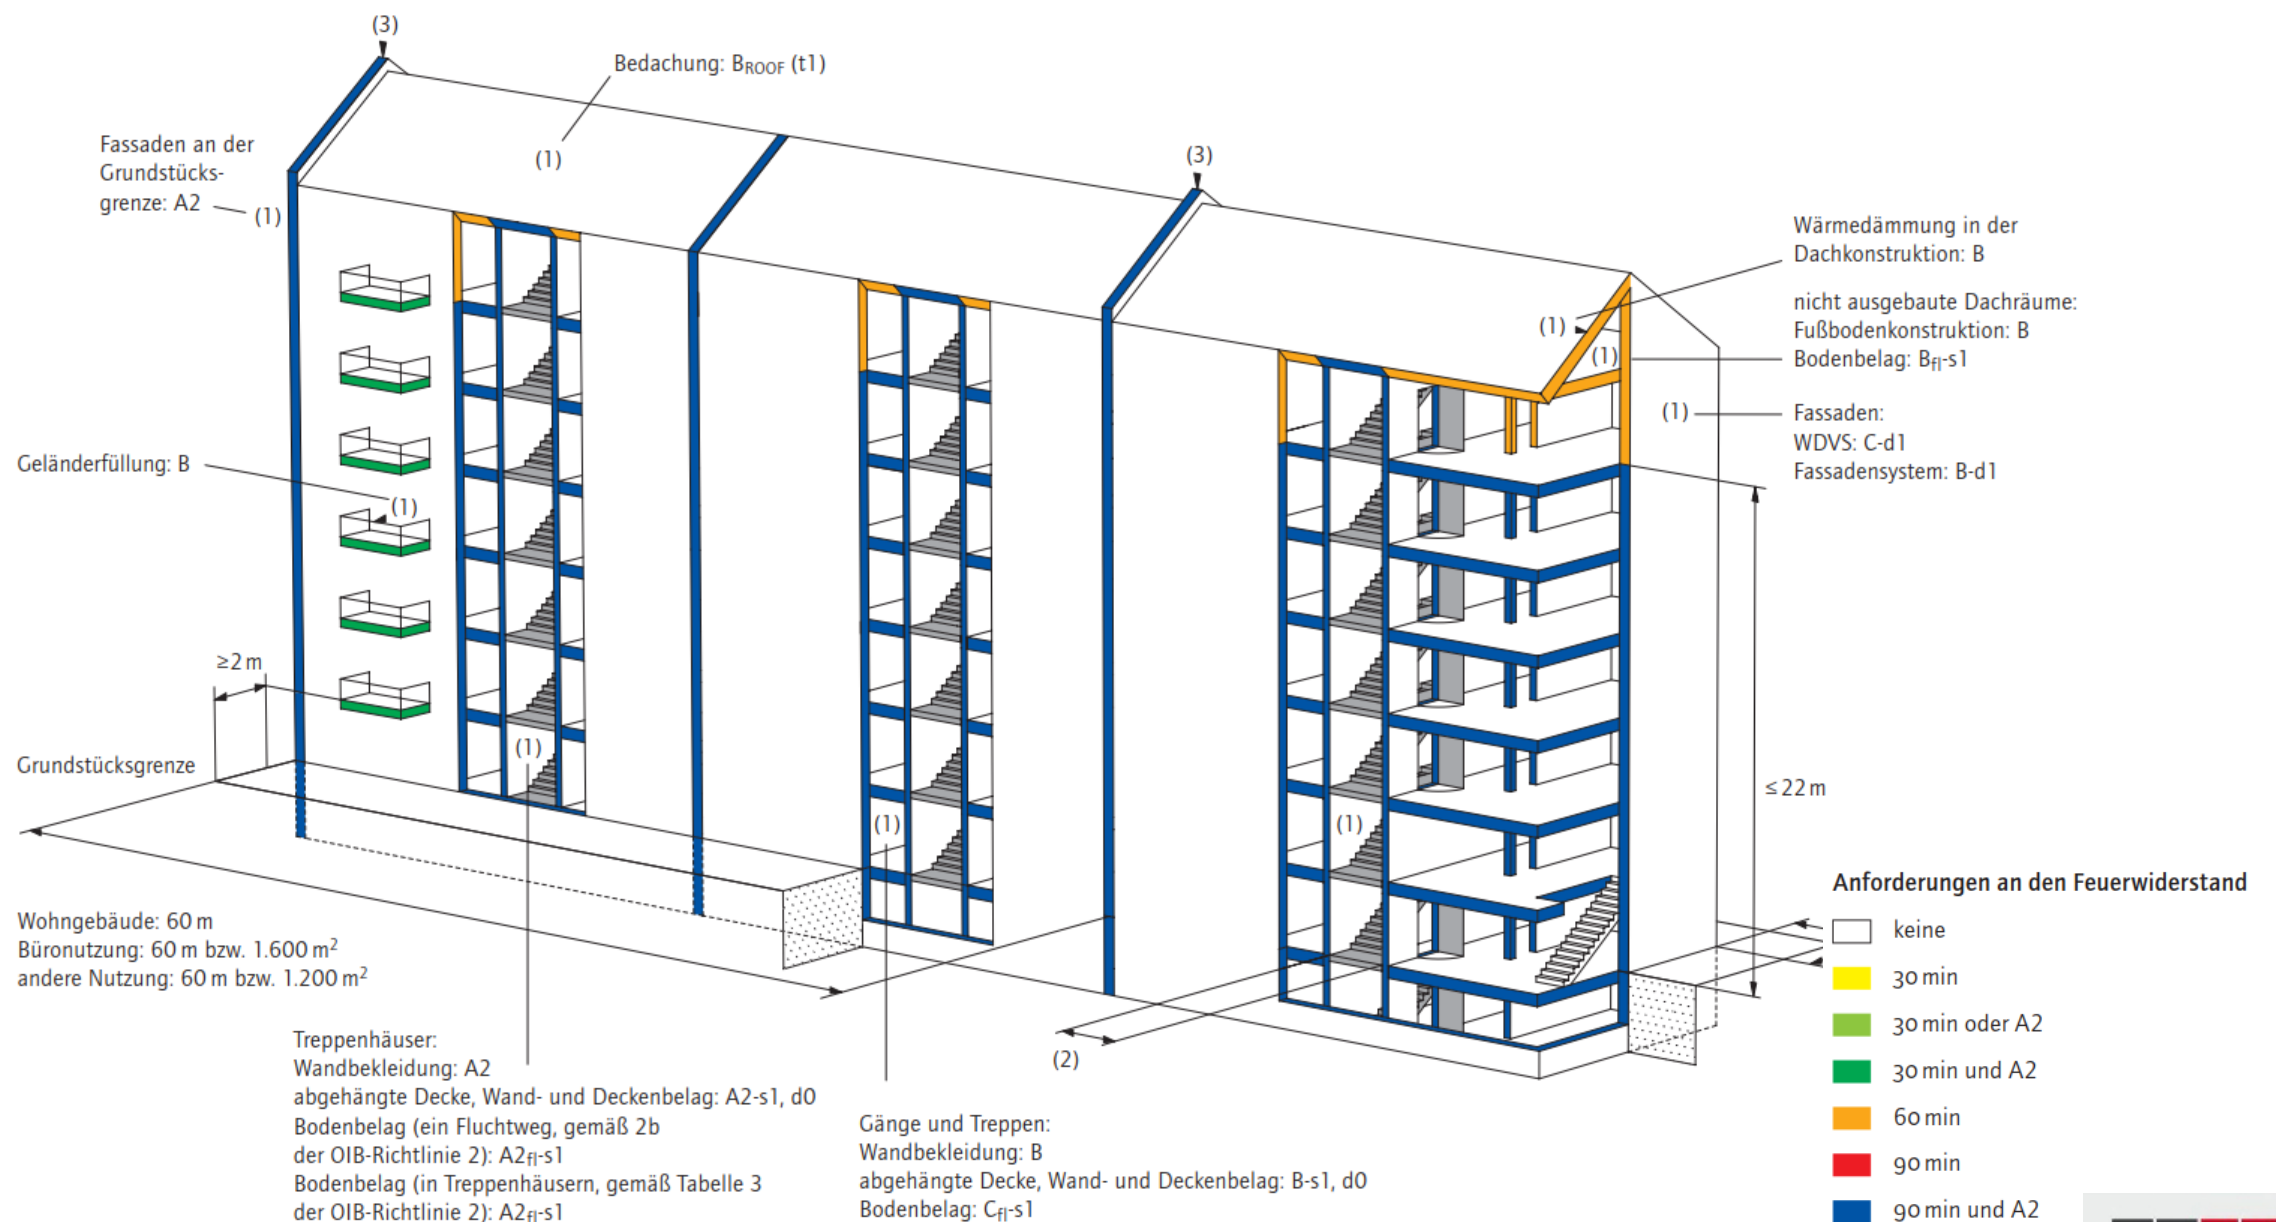 (3)
Bedachung: BROOF (t1)
(1)
Fassaden an der
Grundstücks-
grenze: A2
(1)
(3)
Wärmedämmung in der
Dachkonstruktion: B
(1)
nicht ausgebaute Dachräume:
Fußbodenkonstruktion: B
Bodenbelag: Bfl-s1
(1)
(1)
Fassaden:
WDVS: C-d1
Fassadensystem: B-d1
Geländerfüllung: B
(1)
≥2 m
Grundstücksgrenze
(1)
(1)
(1)
≤ 22 m
Wohngebäude: 60 m
Büronutzung: 60 m bzw. 1.600 m²
andere Nutzung: 60 m bzw. 1.200 m²
(2)
Treppenhäuser:
Wandbekleidung: A2
abgehängte Decke, Wand- und Deckenbelag: A2-s1, d0
Bodenbelag (ein Fluchtweg, gemäß 2b
der OIB-Richtlinie 2): A2fl-s1
Bodenbelag (in Treppenhäusern, gemäß Tabelle 3
der OIB-Richtlinie 2): A2fl-s1
Gänge und Treppen:
Wandbekleidung: B
abgehängte Decke, Wand- und Deckenbelag: B-s1, d0
Bodenbelag: Cfl-s1
Anforderungen an den Feuerwiderstand
keine
30 min
30 min oder A2
30 min und A2
60 min
90 min
90 min und A2